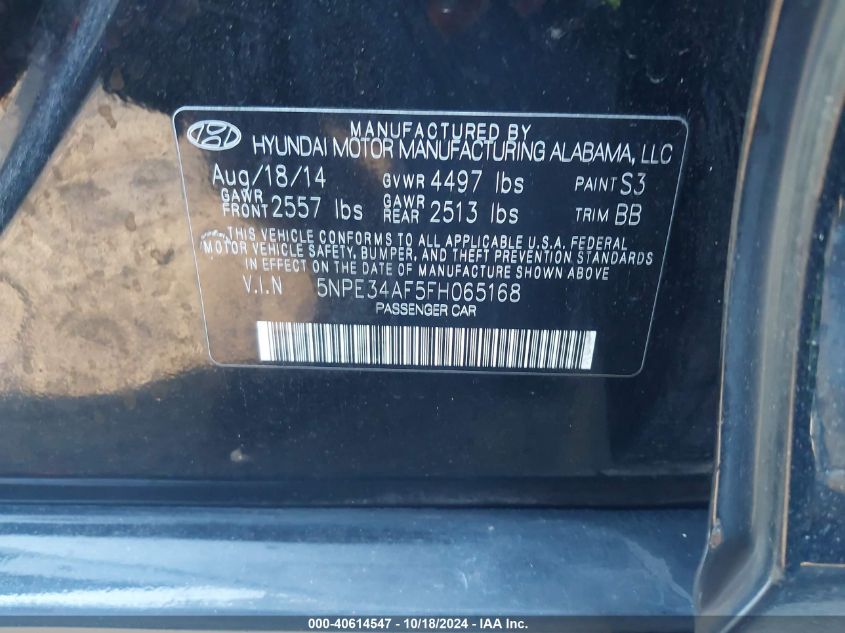 MANUFACTURED BY
HYUNDAI MOTOR MANUFACTURING ALABAMA, LLC
Aug/18/14 GVWR 4497 lbs PAINT S3
GAWR FRONT 2557 lbs GAWR REAR 2513 lbs TRIM BB
THIS VEHICLE CONFORMS TO ALL APPLICABLE U.S.A. FEDERAL
MOTOR VEHICLE SAFETY, BUMPER, AND THEFT PREVENTION STANDARDS
IN EFFECT ON THE DATE OF MANUFACTURE SHOWN ABOVE
V.I.N 5NPE34AF5FH065168
PASSENGER CAR
000-40614547 - 10/18/2024 - IAA Inc.